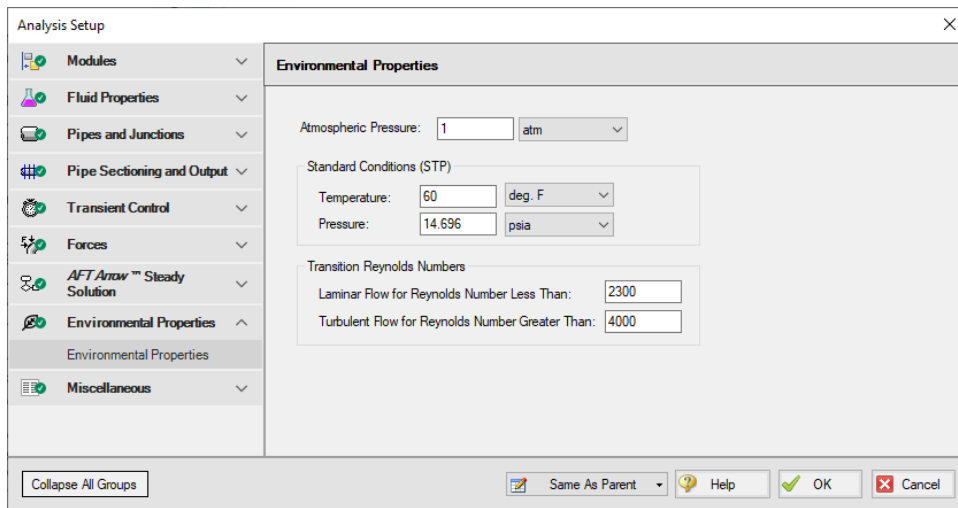 Analysis Setup
Modules
Fluid Properties
Pipes and Junctions
Pipe Sectioning and Output
Transient Control
Forces
AFT Arrow ™ Steady
Solution
Environmental Properties
Environmental Properties
Miscellaneous
Environmental Properties
Atmospheric Pressure: 1 atm
Standard Conditions (STP)
Temperature: 60 deg. F
Pressure: 14.696 psia
Transition Reynolds Numbers
Laminar Flow for Reynolds Number Less Than: 2300
Turbulent Flow for Reynolds Number Greater Than: 4000
Collapse All Groups Same As Parent Help OK Cancel